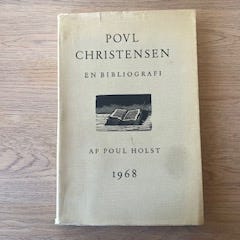 POVL
CHRISTENSEN
EN BIBLIOGRAFI
AF POUL HOLST
1968